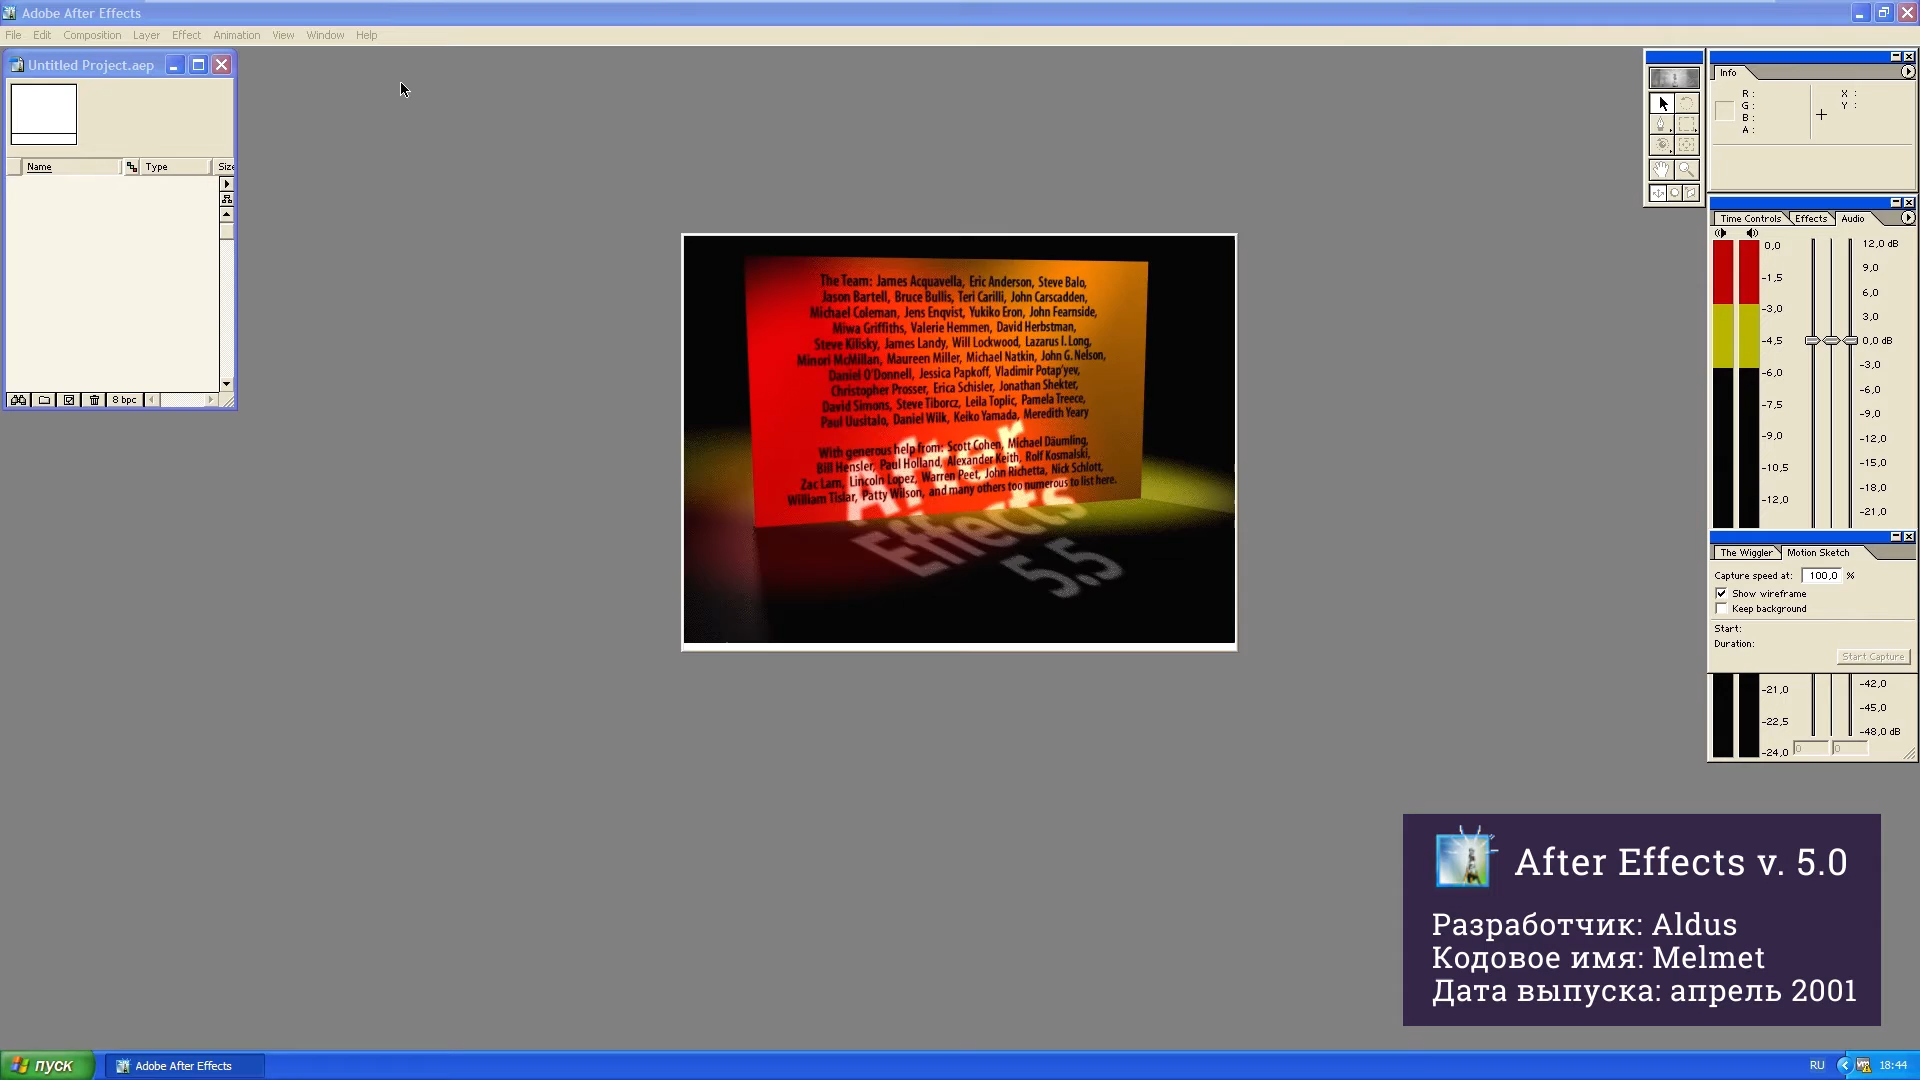 Adobe After Effects
File Edit Composition Layer Effect Animation View Window Help
Untitled Project.aep
Name Type Size
8 bpc
The Team: James Acquavella, Eric Anderson, Steve Balo,
Jason Bartell, Bruce Bullis, Teri Carilli, John Carscadden,
Michael Coleman, Jens Enqvist, Yukiko Eron, John Fearnside,
Miwa Griffiths, Valerie Hemmen, David Herbstman,
Steve Kilisky, James Landy, Will Lockwood, Lazarus I. Long,
Minori McMillan, Maureen Miller, Michael Natkin, John G. Nelson,
Daniel O'Donnell, Jessica Papkoff, Vladimir Potap'yev,
Christopher Prosser, Erica Schisler, Jonathan Shekter,
David Simons, Steve Tiborcz, Leila Toplic, Pamela Treece,
Paul Uusitalo, Daniel Wilk, Keiko Yamada, Meredith Yeary
With generous help from: Scott Cohen, Michael Däumling,
Bill Hensler, Paul Holland, Alexander Keith, Rolf Kosmalski,
Zac Lam, Lincoln Lopez, Warren Peet, John Richetta, Nick Schlott,
William Tislar, Patty Wilson, and many others too numerous to list here.
After
Effects
5.5
Info
R :
G :
B :
A :
X :
Y :
Time Controls Effects Audio
0,0
-1,5
-3,0
-4,5
-6,0
-7,5
-9,0
-10,5
-12,0
12,0 dB
9,0
6,0
3,0
0,0 dB
-3,0
-6,0
-9,0
-12,0
-15,0
-18,0
-21,0
The Wiggler Motion Sketch
Capture speed at: 100,0 %
Show wireframe
Keep background
Start:
Duration:
Start Capture
-21,0
-22,5
-24,0
-42,0
-45,0
-48,0 dB
0 0
After Effects v. 5.0
Разработчик: Aldus
Кодовое имя: Melmet
Дата выпуска: апрель 2001
пуск
Adobe After Effects
RU
18:44